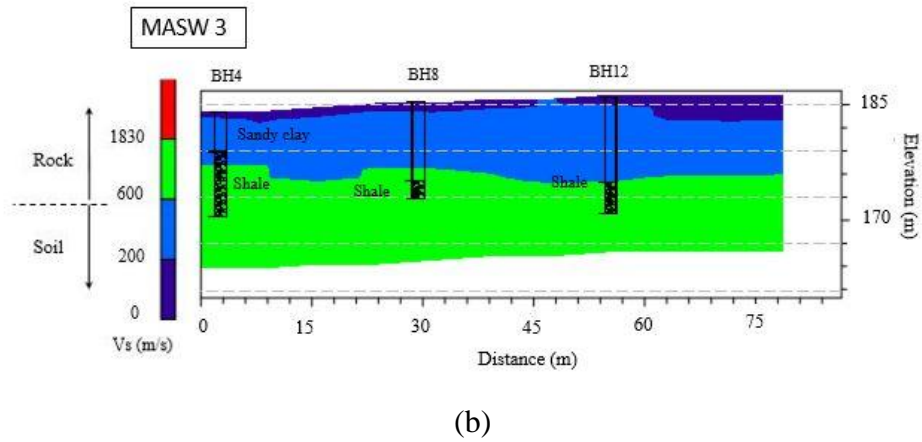 MASW 3
BH4
BH8
BH12
1830
600
200
0
Vs (m/s)
Rock
Soil
Sandy clay
Shale
Shale
Shale
185
170
Elevation (m)
0
15
30
45
60
75
Distance (m)
(b)